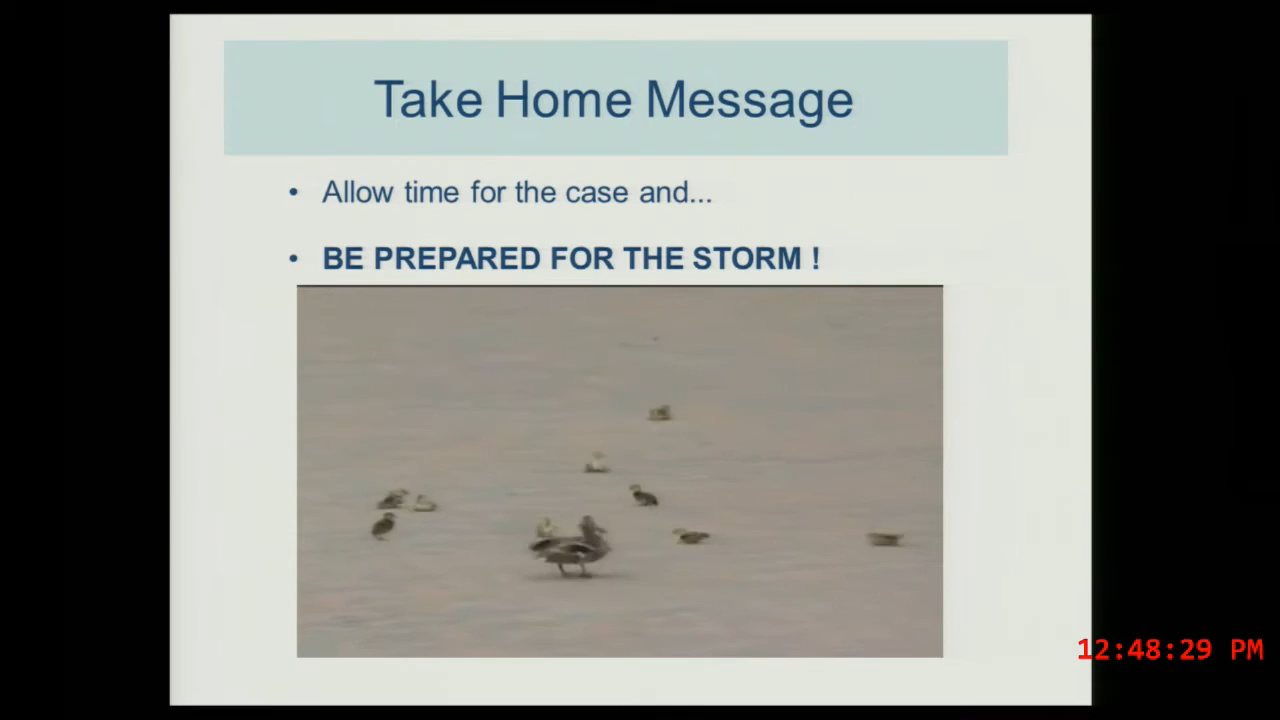 Take Home Message
• Allow time for the case and...
• BE PREPARED FOR THE STORM !
12:48:29 PM